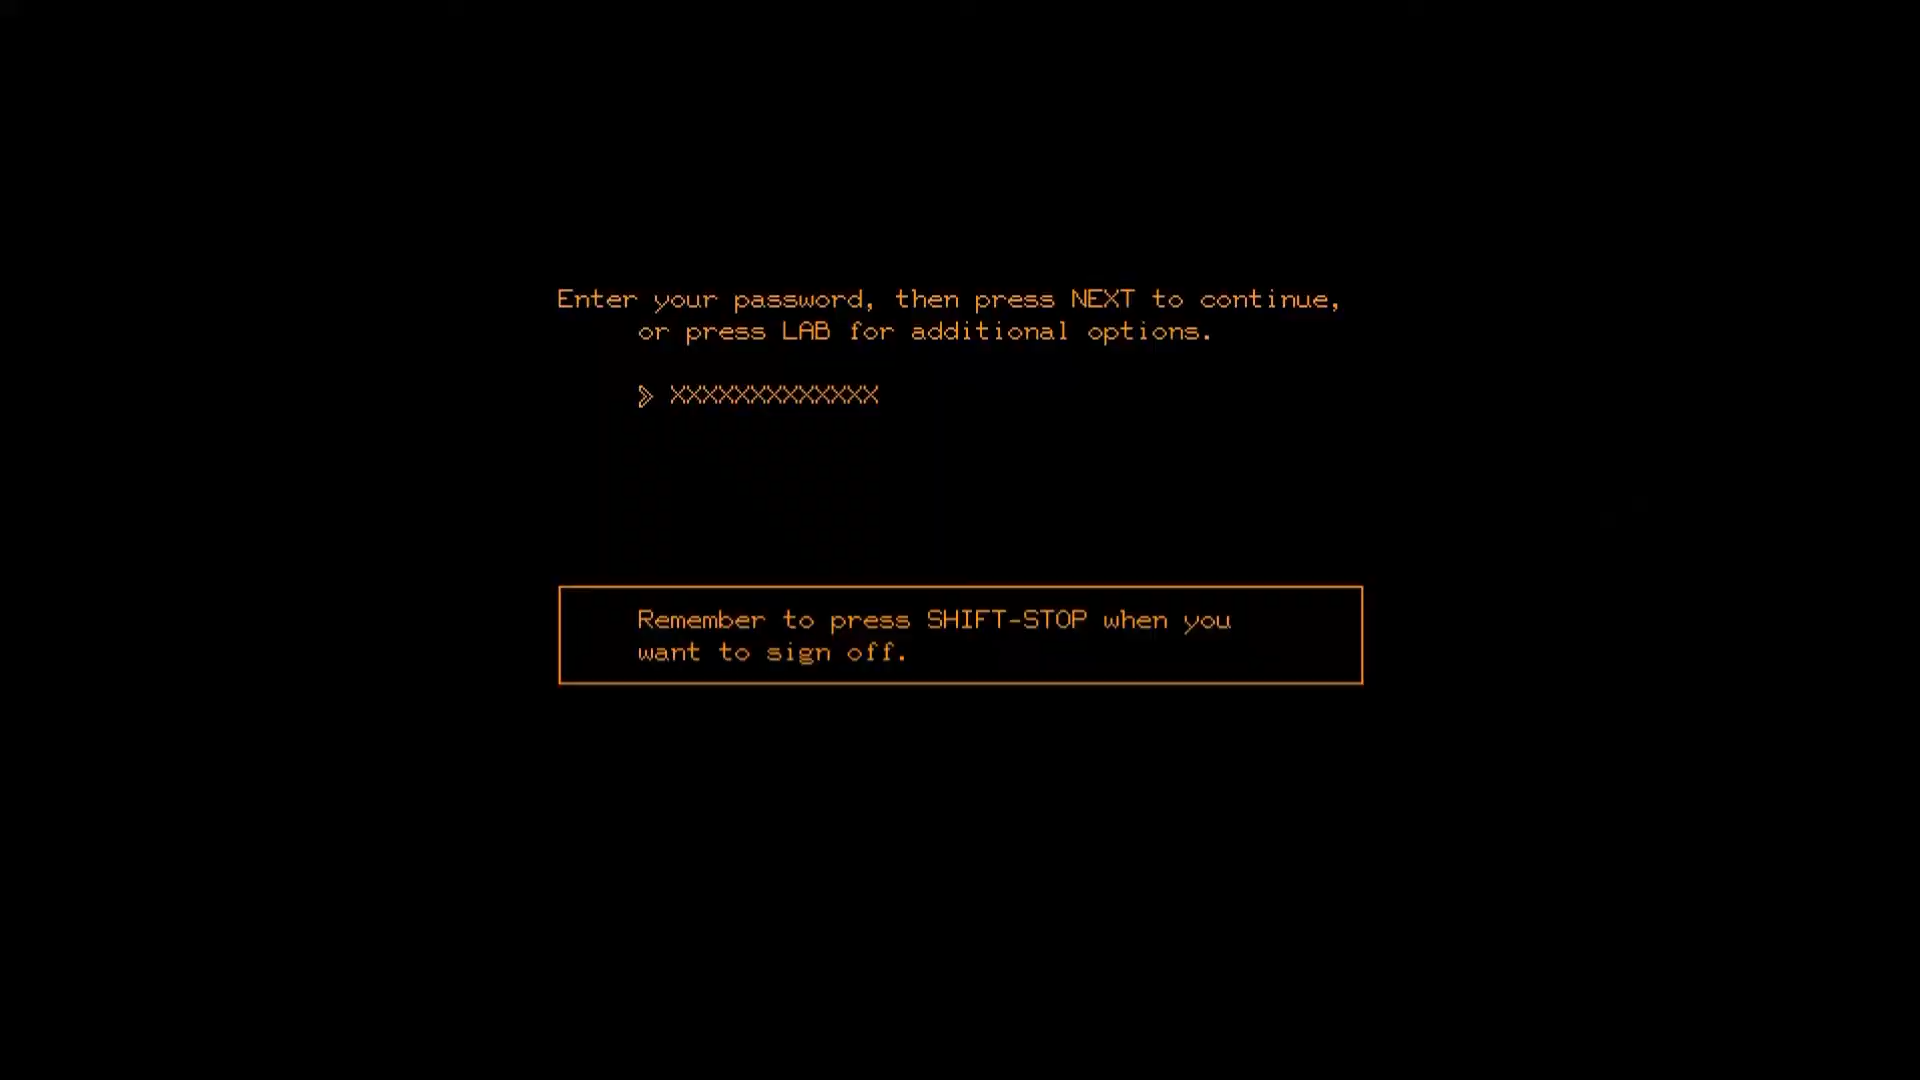 Enter your password, then press NEXT to continue,
or press LAB for additional options.
> XXXXXXXXXXXXX
Remember to press SHIFT-STOP when you
want to sign off.